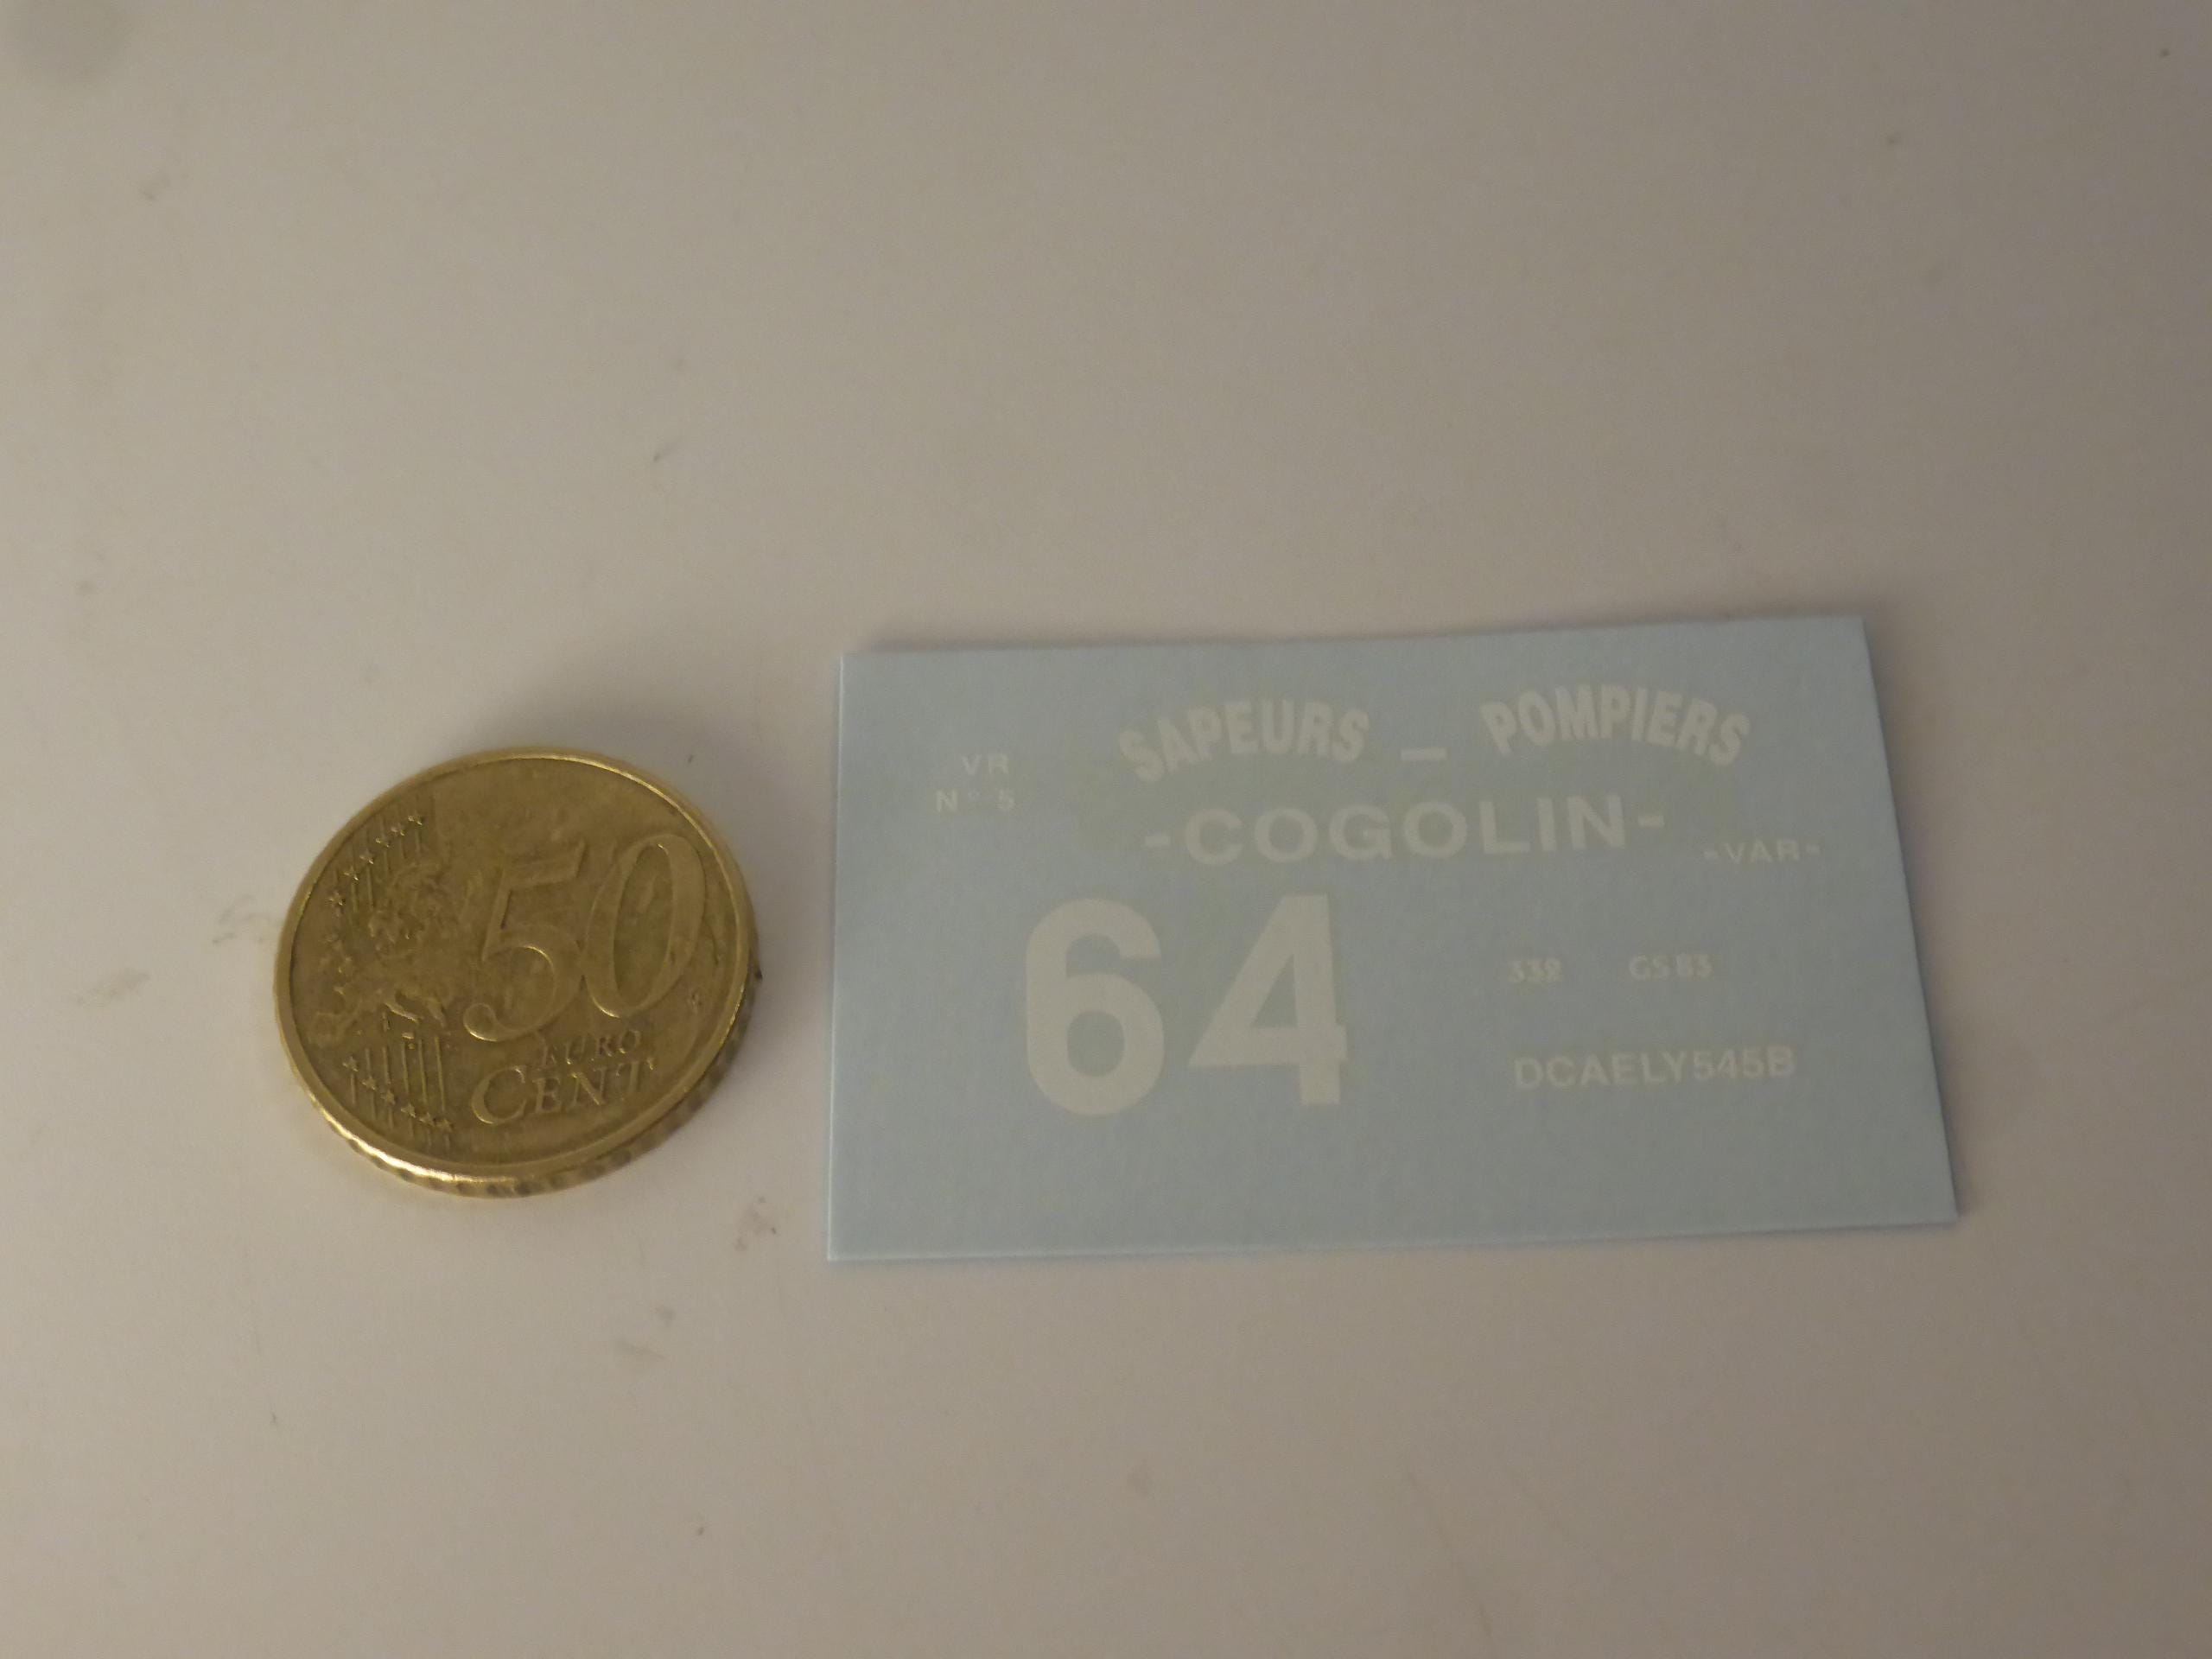 50
EURO
CENT
SAPEURS _ POMPIERS
VR
N° 5
-COGOLIN-
-VAR-
64
332 GS 83
DCAELY545B